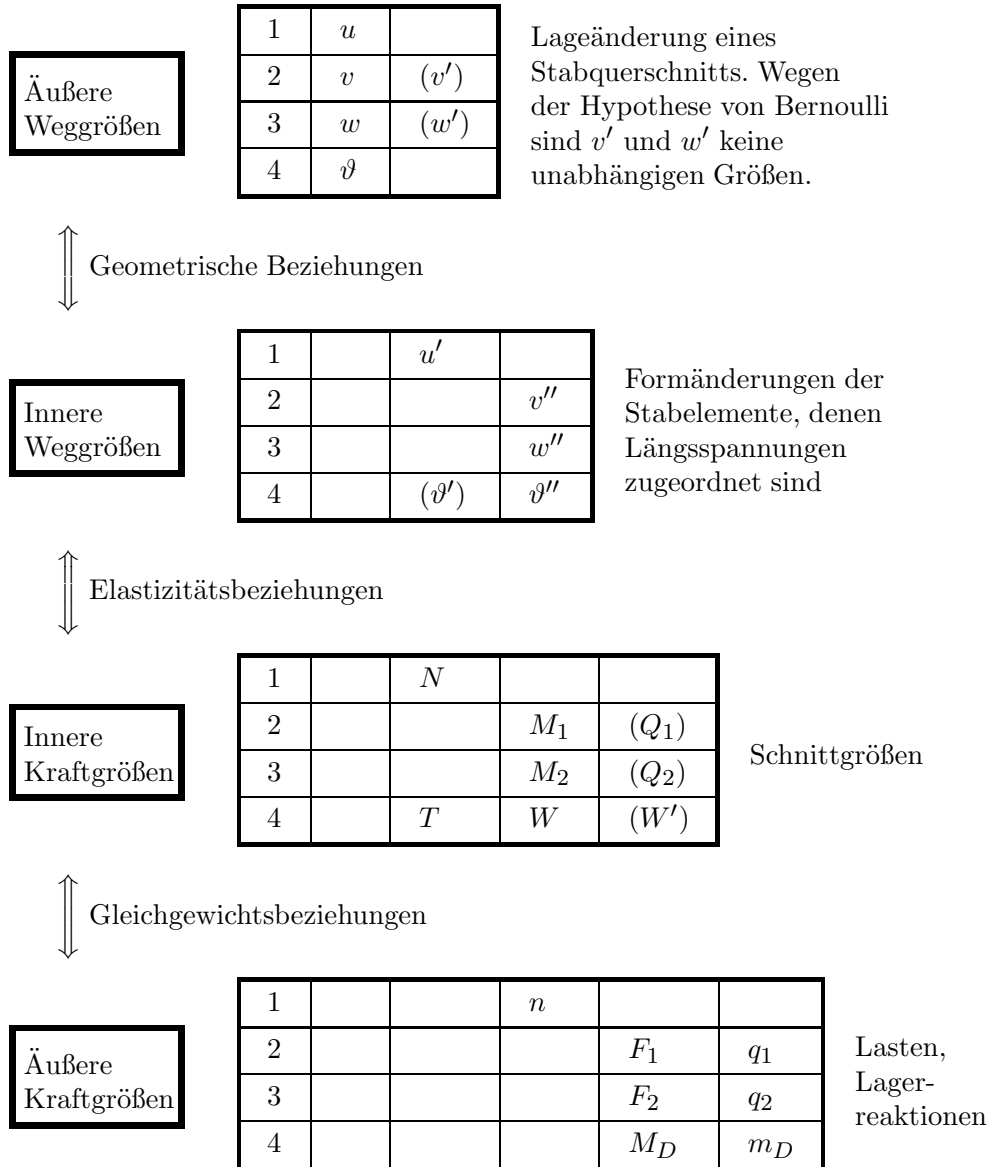 Äußere
Weggrößen
1 u
2 v (v′)
3 w (w′)
4 ϑ
Lageänderung eines
Stabquerschnitts. Wegen
der Hypothese von Bernoulli
sind v′ und w′ keine
unabhängigen Größen.
⇕ Geometrische Beziehungen
Innere
Weggrößen
1 u′
2 v′′
3 w′′
4 (ϑ′) ϑ′′
Formänderungen der
Stabelemente, denen
Längsspannungen
zugeordnet sind
⇕ Elastizitätsbeziehungen
Innere
Kraftgrößen
1 N
2 M₁ (Q₁)
3 M₂ (Q₂)
4 T W (W′)
Schnittgrößen
⇕ Gleichgewichtsbeziehungen
Äußere
Kraftgrößen
1 n
2 F₁ q₁
3 F₂ q₂
4 M_D m_D
Lasten,
Lager-
reaktionen